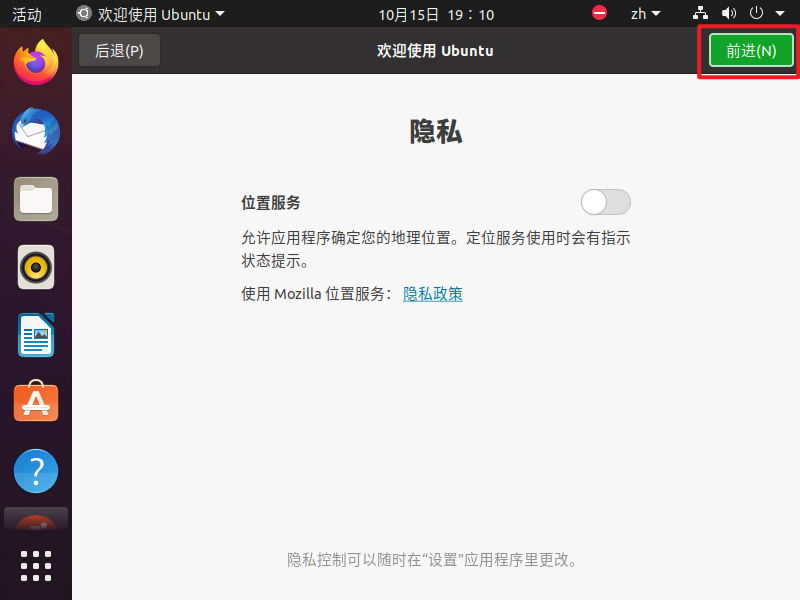 活动
欢迎使用 Ubuntu
10月15日 19：10
zh
后退(P)
欢迎使用 Ubuntu
前进(N)
隐私
位置服务
允许应用程序确定您的地理位置。定位服务使用时会有指示
状态提示。
使用 Mozilla 位置服务： 隐私政策
隐私控制可以随时在“设置”应用程序里更改。